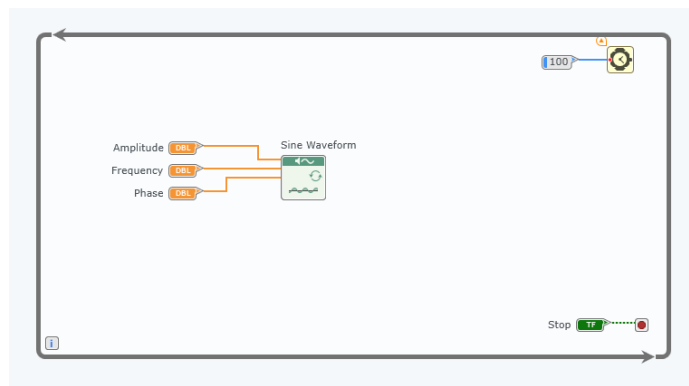 100
Amplitude DBL
Sine Waveform
Frequency DBL
Phase DBL
Stop TF
i